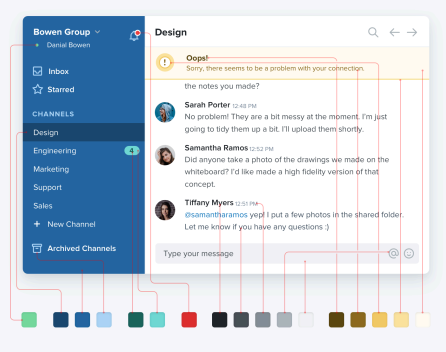 Bowen Group
Danial Bowen
Inbox
Starred
CHANNELS
Design
Engineering 4
Marketing
Support
Sales
+ New Channel
Archived Channels
Design
Oops!
Sorry, there seems to be a problem with your connection.
the notes you made?
Sarah Porter 12:48 PM
No problem! They are a bit messy at the moment. I'm just
going to tidy them up a bit. I'll upload them shortly.
Samantha Ramos 12:52 PM
Did anyone take a photo of the drawings we made on the
whiteboard? I'd like made a high fidelity version of that
concept.
Tiffany Myers 12:51 PM
@samantharamos yep! I put a few photos in the shared folder.
Let me know if you have any questions :)
Type your message